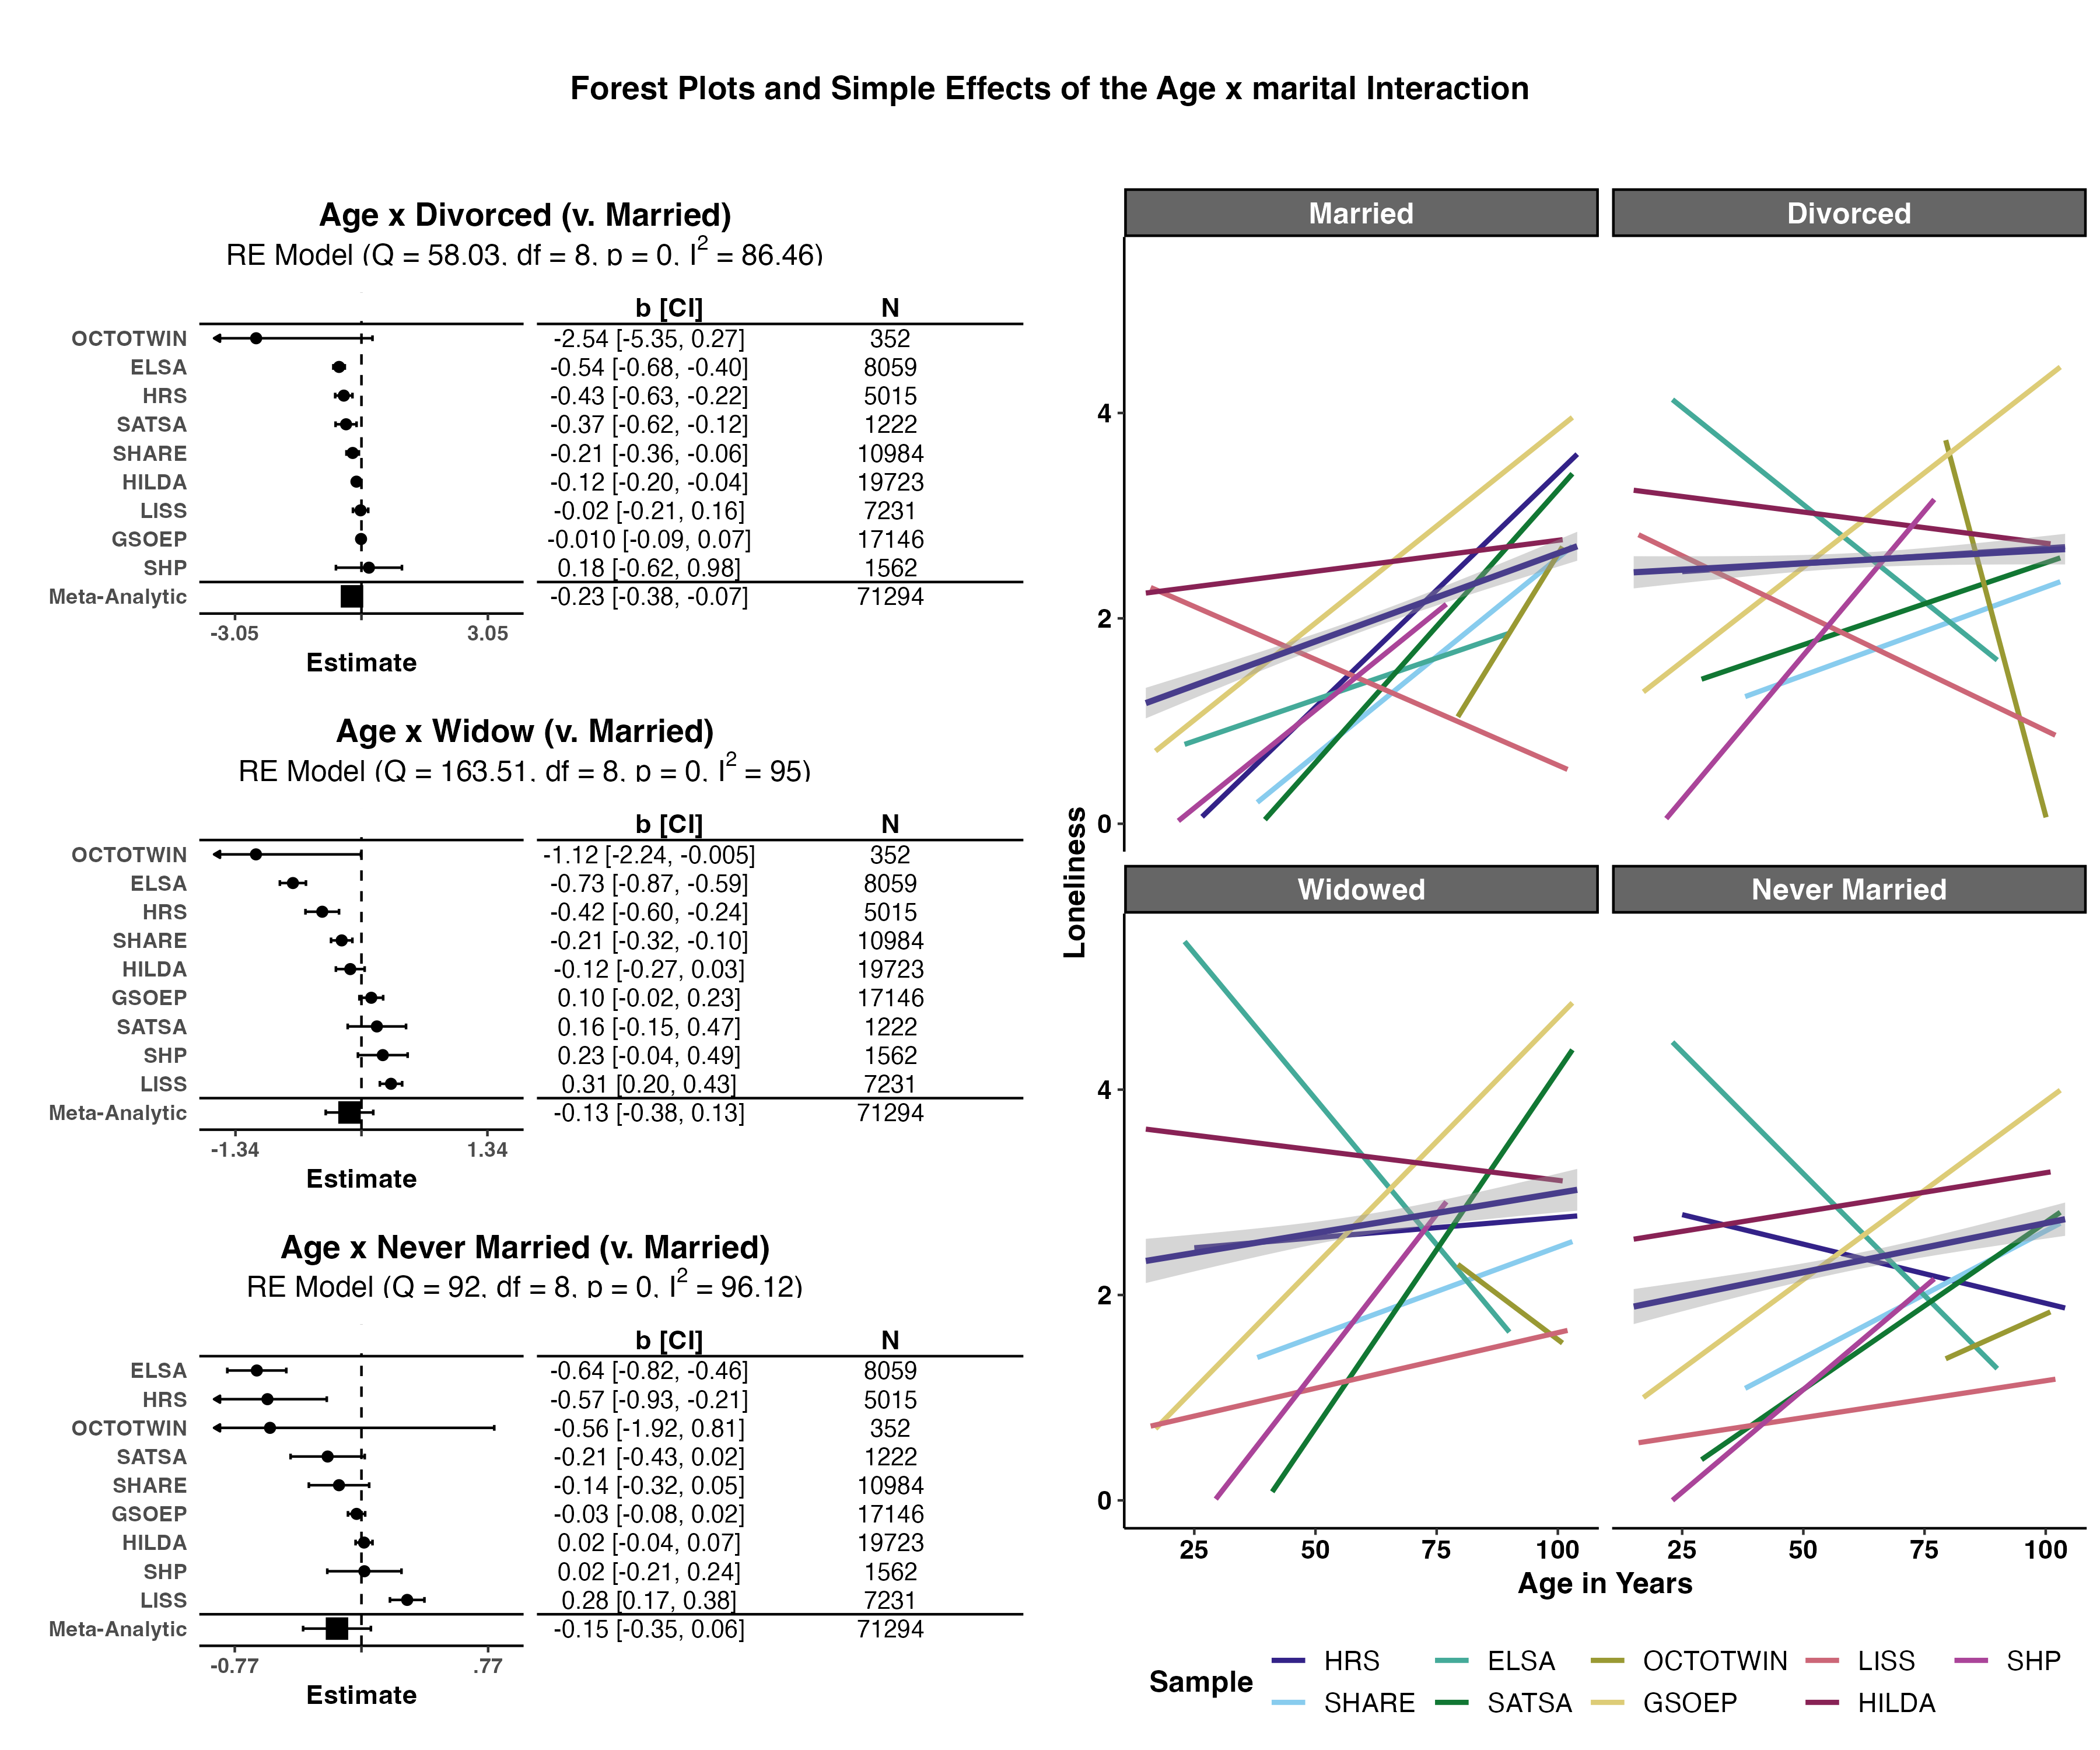 Forest Plots and Simple Effects of the Age x marital Interaction
Age x Divorced (v. Married)
RE Model (Q = 58.03, df = 8, p = 0, I² = 86.46)
b [CI] N
OCTOTWIN -2.54 [-5.35, 0.27] 352
ELSA -0.54 [-0.68, -0.40] 8059
HRS -0.43 [-0.63, -0.22] 5015
SATSA -0.37 [-0.62, -0.12] 1222
SHARE -0.21 [-0.36, -0.06] 10984
HILDA -0.12 [-0.20, -0.04] 19723
LISS -0.02 [-0.21, 0.16] 7231
GSOEP -0.010 [-0.09, 0.07] 17146
SHP 0.18 [-0.62, 0.98] 1562
Meta-Analytic -0.23 [-0.38, -0.07] 71294
-3.05 3.05
Estimate
Age x Widow (v. Married)
RE Model (Q = 163.51, df = 8, p = 0, I² = 95)
b [CI] N
OCTOTWIN -1.12 [-2.24, -0.005] 352
ELSA -0.73 [-0.87, -0.59] 8059
HRS -0.42 [-0.60, -0.24] 5015
SHARE -0.21 [-0.32, -0.10] 10984
HILDA -0.12 [-0.27, 0.03] 19723
GSOEP 0.10 [-0.02, 0.23] 17146
SATSA 0.16 [-0.15, 0.47] 1222
SHP 0.23 [-0.04, 0.49] 1562
LISS 0.31 [0.20, 0.43] 7231
Meta-Analytic -0.13 [-0.38, 0.13] 71294
-1.34 1.34
Estimate
Age x Never Married (v. Married)
RE Model (Q = 92, df = 8, p = 0, I² = 96.12)
b [CI] N
ELSA -0.64 [-0.82, -0.46] 8059
HRS -0.57 [-0.93, -0.21] 5015
OCTOTWIN -0.56 [-1.92, 0.81] 352
SATSA -0.21 [-0.43, 0.02] 1222
SHARE -0.14 [-0.32, 0.05] 10984
GSOEP -0.03 [-0.08, 0.02] 17146
HILDA 0.02 [-0.04, 0.07] 19723
SHP 0.02 [-0.21, 0.24] 1562
LISS 0.28 [0.17, 0.38] 7231
Meta-Analytic -0.15 [-0.35, 0.06] 71294
-0.77 .77
Estimate
Married Divorced
4
2
0
Loneliness
Widowed Never Married
4
2
0
25 50 75 100 25 50 75 100
Age in Years
Sample
HRS ELSA OCTOTWIN LISS SHP
SHARE SATSA GSOEP HILDA